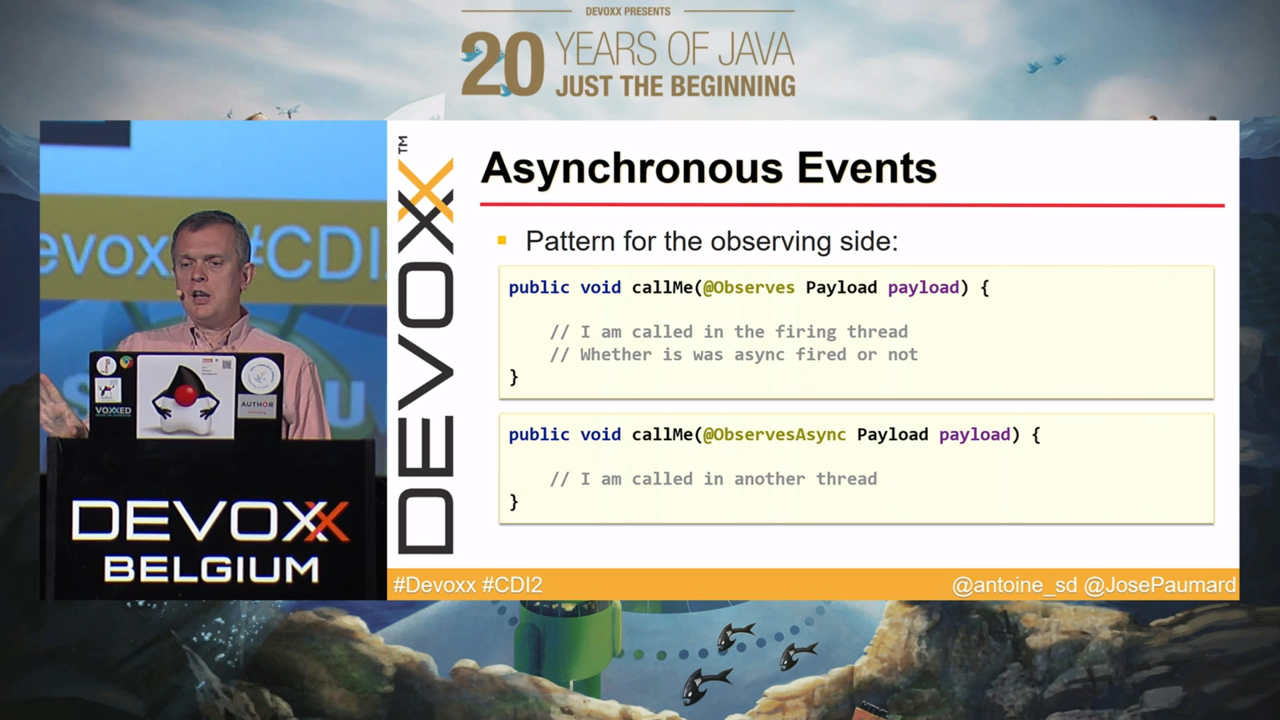 DEVOXX PRESENTS
20 YEARS OF JAVA
JUST THE BEGINNING
evox #CDI
VOXXED
AUTHOR
DEVOXX
BELGIUM
DEVOXX™
Asynchronous Events
Pattern for the observing side:
public void callMe(@Observes Payload payload) {
// I am called in the firing thread
// Whether is was async fired or not
}
public void callMe(@ObservesAsync Payload payload) {
// I am called in another thread
}
#Devoxx #CDI2
@antoine_sd @JosePaumard